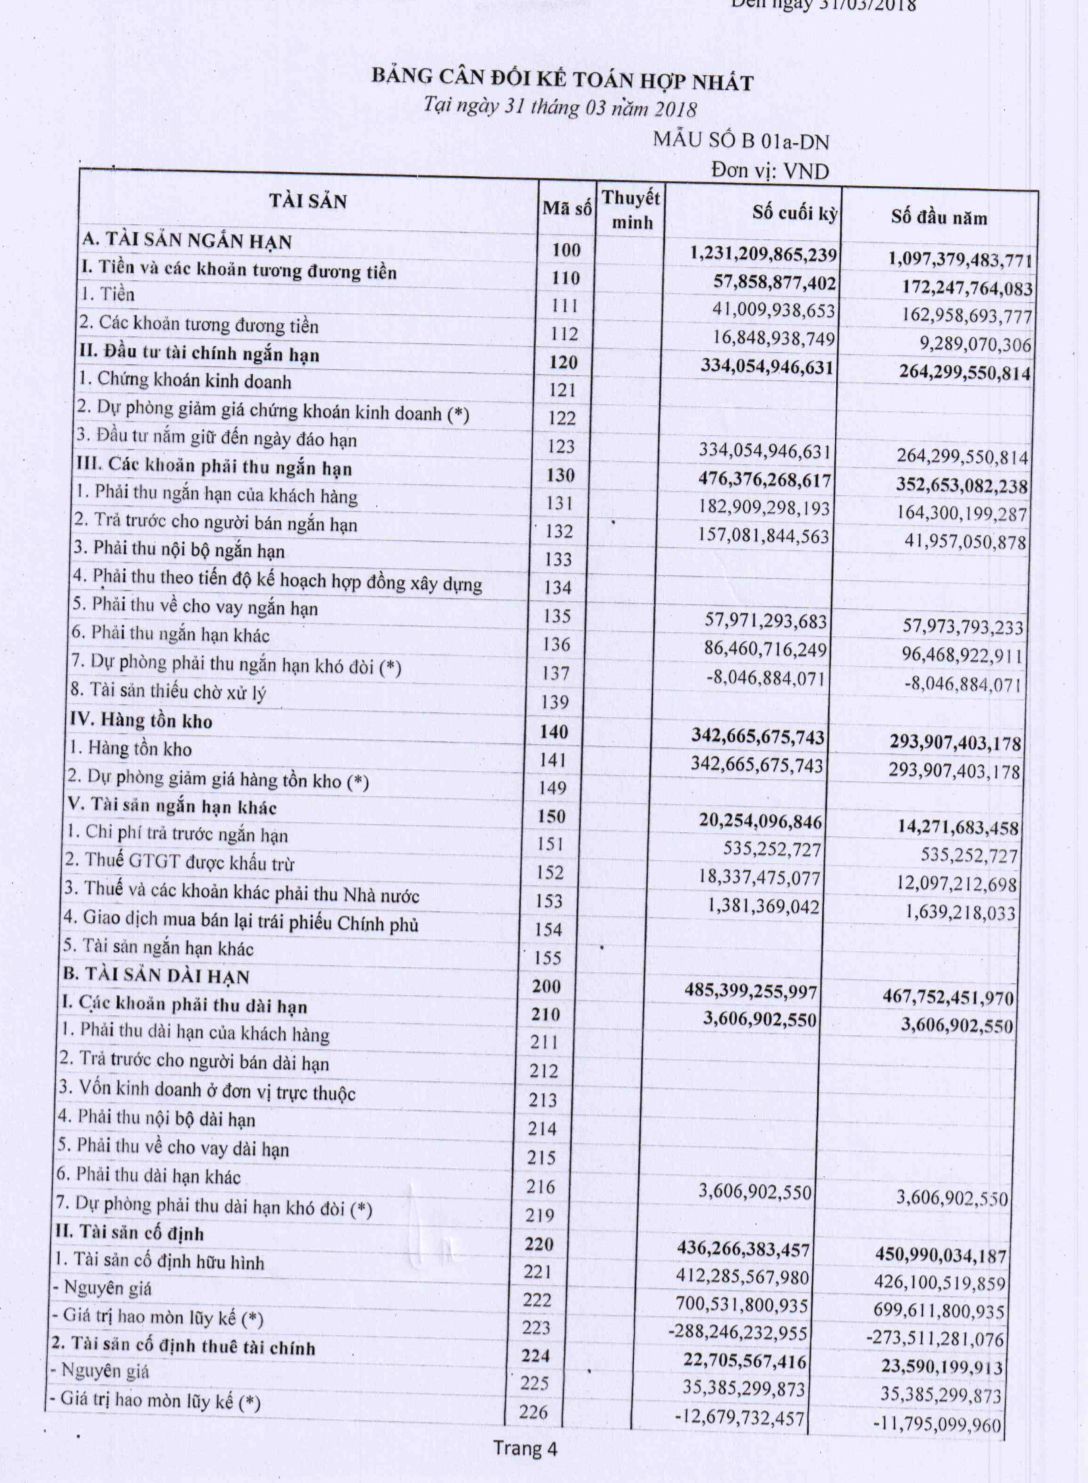 Đến ngày 31/03/2018
BẢNG CÂN ĐỐI KẾ TOÁN HỢP NHẤT
Tại ngày 31 tháng 03 năm 2018
MẪU SỐ B 01a-DN
Đơn vị: VND
TÀI SẢN Mã số Thuyết minh Số cuối kỳ Số đầu năm
A. TÀI SẢN NGẮN HẠN 100 1,231,209,865,239 1,097,379,483,771
I. Tiền và các khoản tương đương tiền 110 57,858,877,402 172,247,764,083
1. Tiền 111 41,009,938,653 162,958,693,777
2. Các khoản tương đương tiền 112 16,848,938,749 9,289,070,306
II. Đầu tư tài chính ngắn hạn 120 334,054,946,631 264,299,550,814
1. Chứng khoán kinh doanh 121
2. Dự phòng giảm giá chứng khoán kinh doanh (*) 122
3. Đầu tư nắm giữ đến ngày đáo hạn 123 334,054,946,631 264,299,550,814
III. Các khoản phải thu ngắn hạn 130 476,376,268,617 352,653,082,238
1. Phải thu ngắn hạn của khách hàng 131 182,909,298,193 164,300,199,287
2. Trả trước cho người bán ngắn hạn 132 157,081,844,563 41,957,050,878
3. Phải thu nội bộ ngắn hạn 133
4. Phải thu theo tiến độ kế hoạch hợp đồng xây dựng 134
5. Phải thu về cho vay ngắn hạn 135 57,971,293,683 57,973,793,233
6. Phải thu ngắn hạn khác 136 86,460,716,249 96,468,922,911
7. Dự phòng phải thu ngắn hạn khó đòi (*) 137 -8,046,884,071 -8,046,884,071
8. Tài sản thiếu chờ xử lý 139
IV. Hàng tồn kho 140 342,665,675,743 293,907,403,178
1. Hàng tồn kho 141 342,665,675,743 293,907,403,178
2. Dự phòng giảm giá hàng tồn kho (*) 149
V. Tài sản ngắn hạn khác 150 20,254,096,846 14,271,683,458
1. Chi phí trả trước ngắn hạn 151 535,252,727 535,252,727
2. Thuế GTGT được khấu trừ 152 18,337,475,077 12,097,212,698
3. Thuế và các khoản khác phải thu Nhà nước 153 1,381,369,042 1,639,218,033
4. Giao dịch mua bán lại trái phiếu Chính phủ 154
5. Tài sản ngắn hạn khác 155
B. TÀI SẢN DÀI HẠN 200 485,399,255,997 467,752,451,970
I. Các khoản phải thu dài hạn 210 3,606,902,550 3,606,902,550
1. Phải thu dài hạn của khách hàng 211
2. Trả trước cho người bán dài hạn 212
3. Vốn kinh doanh ở đơn vị trực thuộc 213
4. Phải thu nội bộ dài hạn 214
5. Phải thu về cho vay dài hạn 215
6. Phải thu dài hạn khác 216 3,606,902,550 3,606,902,550
7. Dự phòng phải thu dài hạn khó đòi (*) 219
II. Tài sản cố định 220 436,266,383,457 450,990,034,187
1. Tài sản cố định hữu hình 221 412,285,567,980 426,100,519,859
- Nguyên giá 222 700,531,800,935 699,611,800,935
- Giá trị hao mòn lũy kế (*) 223 -288,246,232,955 -273,511,281,076
2. Tài sản cố định thuê tài chính 224 22,705,567,416 23,590,199,913
- Nguyên giá 225 35,385,299,873 35,385,299,873
- Giá trị hao mòn lũy kế (*) 226 -12,679,732,457 -11,795,099,960
Trang 4